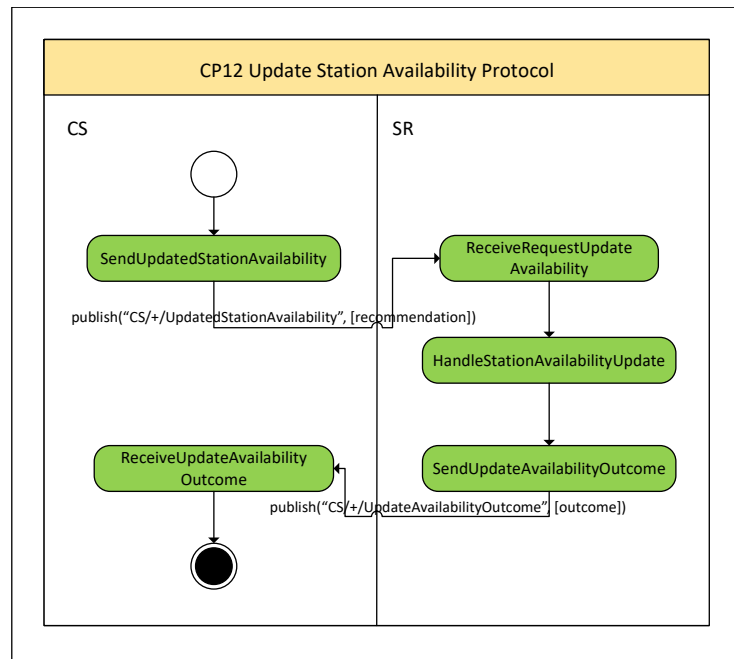 CP12 Update Station Availability Protocol
CS
SR
SendUpdatedStationAvailability
ReceiveRequestUpdate
Availability
publish(“CS/+/UpdatedStationAvailability”, [recommendation])
HandleStationAvailabilityUpdate
ReceiveUpdateAvailability
Outcome
SendUpdateAvailabilityOutcome
publish(“CS/+/UpdateAvailabilityOutcome”, [outcome])